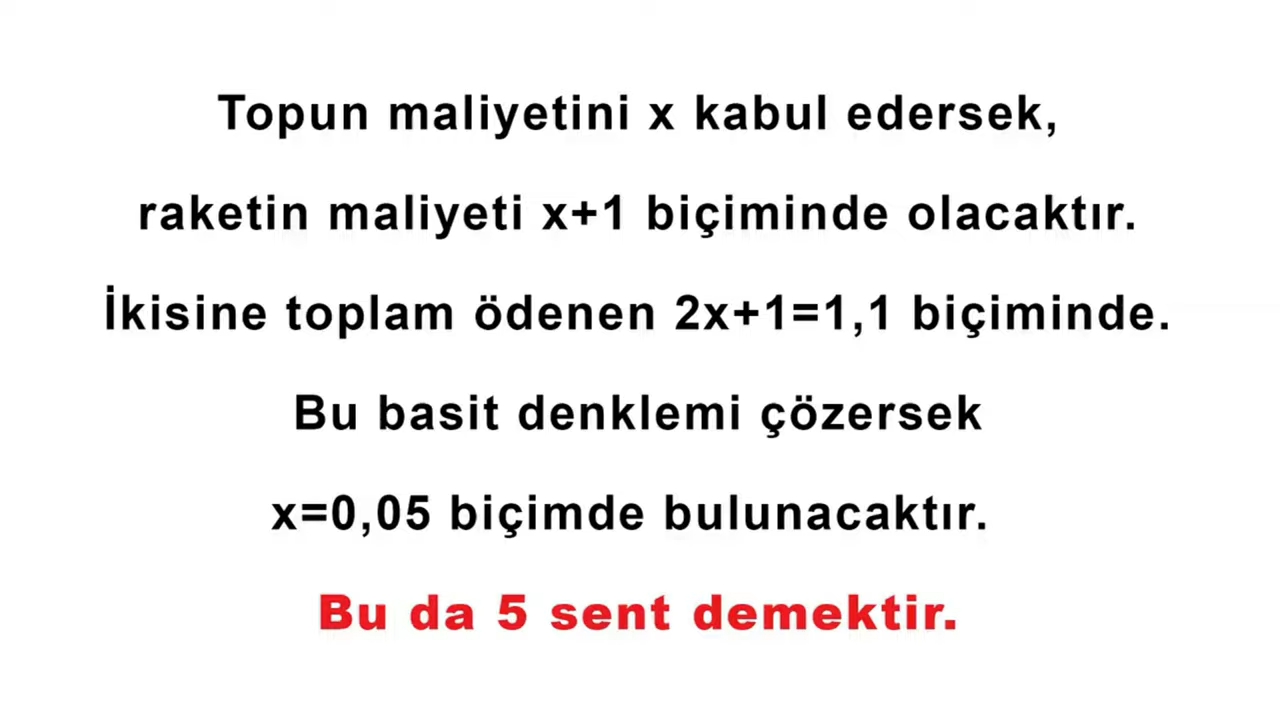 Topun maliyetini x kabul edersek,
raketin maliyeti x+1 biçiminde olacaktır.
İkisine toplam ödenen 2x+1=1,1 biçiminde.
Bu basit denklemi çözersek
x=0,05 biçimde bulunacaktır.
Bu da 5 sent demektir.